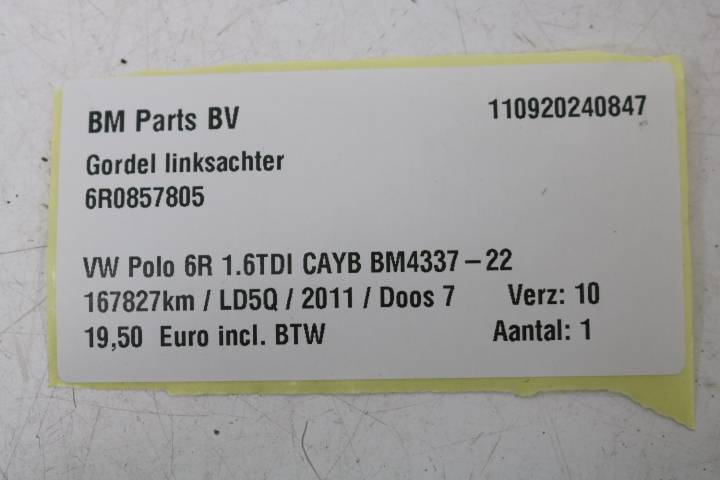 BM Parts BV 110920240847
Gordel linksachter
6R0857805
VW Polo 6R 1.6TDI CAYB BM4337-22
167827km / LD5Q / 2011 / Doos 7 Verz: 10
19,50 Euro incl. BTW Aantal: 1